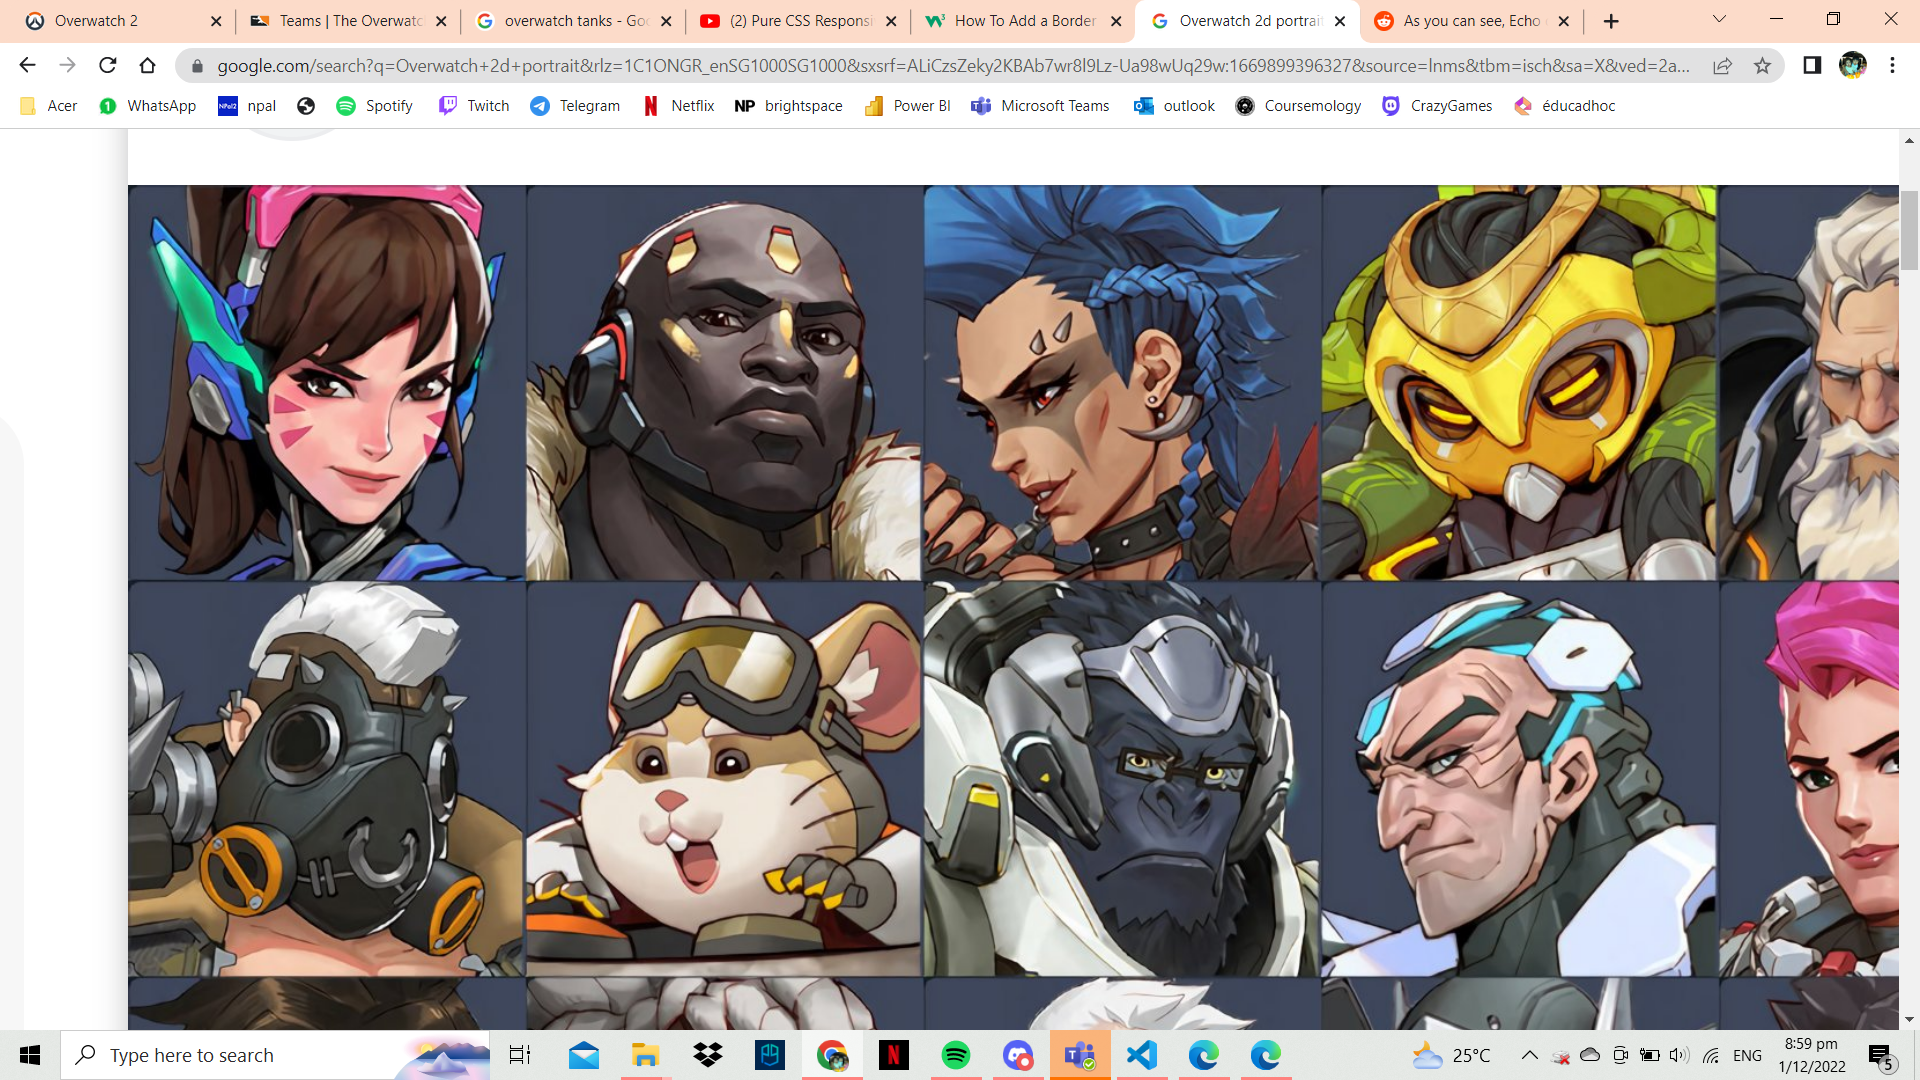 Overwatch 2
Teams | The Overwatc
overwatch tanks - Goo
(2) Pure CSS Responsi
How To Add a Border
Overwatch 2d portrait
As you can see, Echo
google.com/search?q=Overwatch+2d+portrait&rlz=1C1ONGR_enSG1000SG1000&sxsrf=ALiCzsZeky2KBAb7wr8l9Lz-Ua98wUq29w:1669899396327&source=lnms&tbm=isch&sa=X&ved=2a...
Acer
1 WhatsApp
NPal2 npal
Spotify
Twitch
Telegram
Netflix
NP brightspace
Power BI
Microsoft Teams
outlook
Coursemology
CrazyGames
éducadhoc
Type here to search
25°C
ENG
8:59 pm
1/12/2022
5